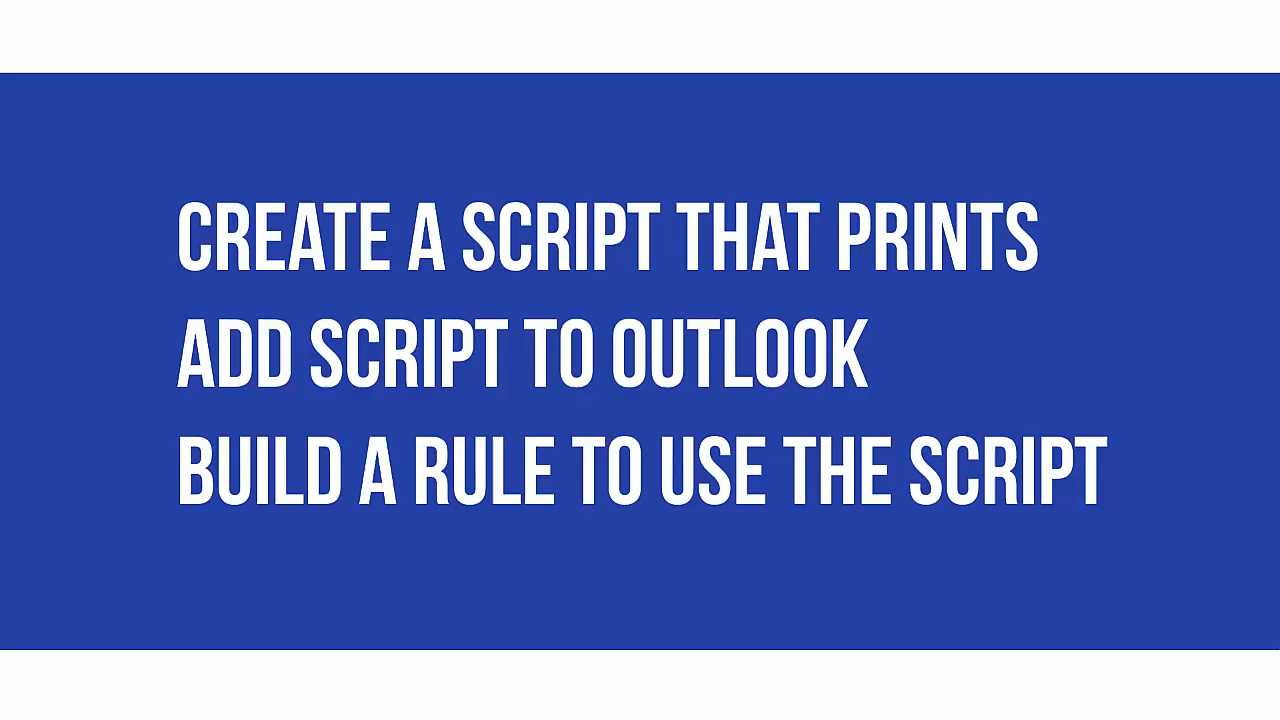 CREATE A SCRIPT THAT PRINTS
ADD SCRIPT TO OUTLOOK
BUILD A RULE TO USE THE SCRIPT